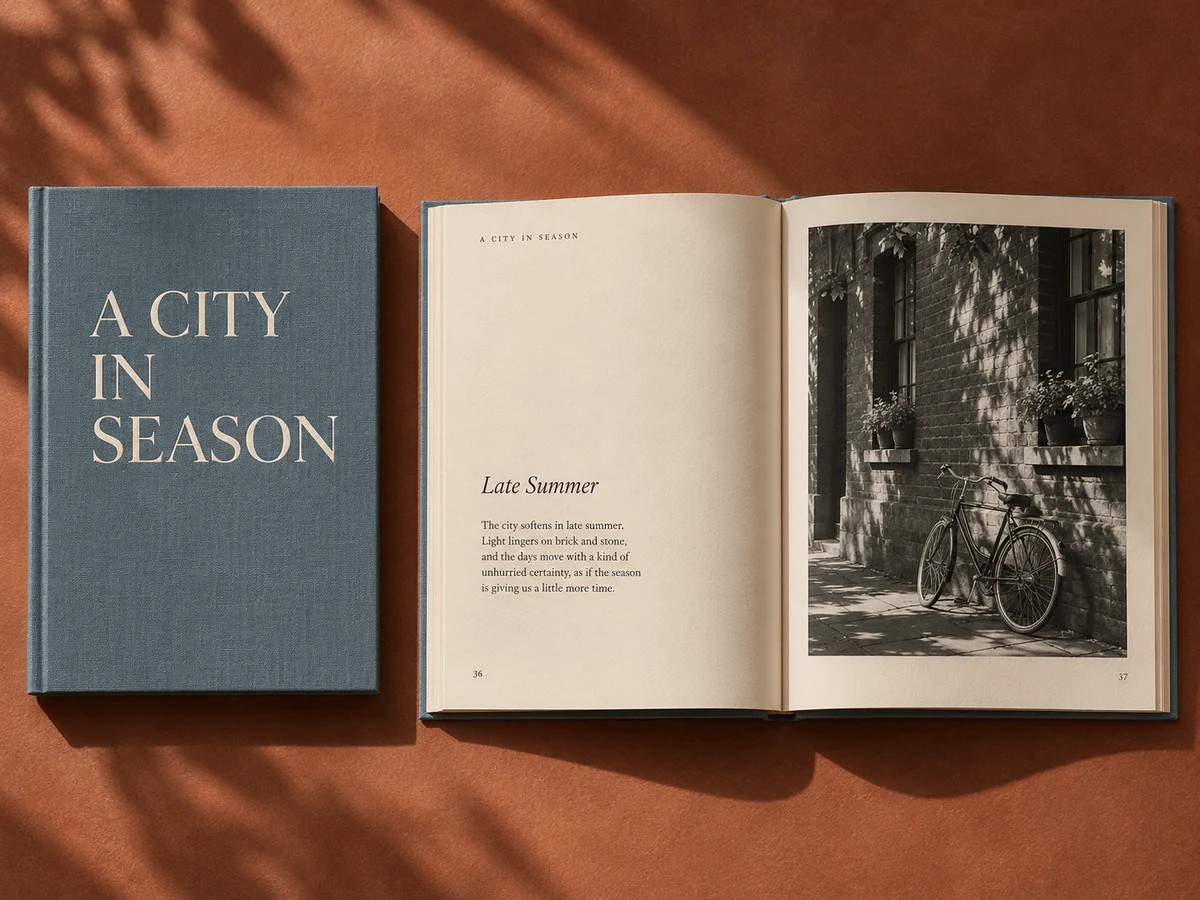 A CITY
IN
SEASON
A CITY IN SEASON
Late Summer
The city softens in late summer.
Light lingers on brick and stone,
and the days move with a kind of
unhurried certainty, as if the season
is giving us a little more time.
36
37